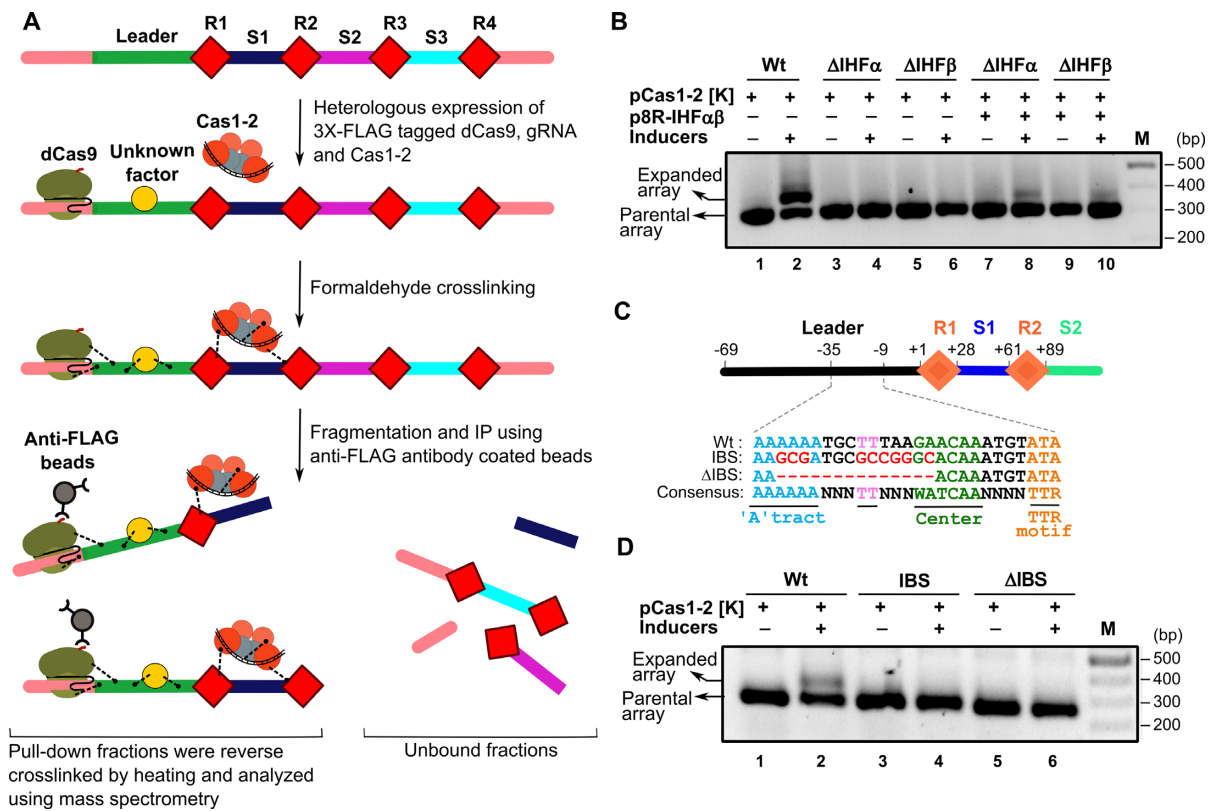 A
Leader R1 S1 R2 S2 R3 S3 R4
Heterologous expression of
3X-FLAG tagged dCas9, gRNA
and Cas1-2
Cas1-2
dCas9
Unknown
factor
Formaldehyde crosslinking
Fragmentation and IP using
anti-FLAG antibody coated beads
Anti-FLAG
beads
Pull-down fractions were reverse
crosslinked by heating and analyzed
using mass spectrometry
Unbound fractions
B
Wt ΔIHFα ΔIHFβ ΔIHFα ΔIHFβ
pCas1-2 [K] + + + + + + + + + +
p8R-IHFαβ + + + +
Inducers – + – + – + – + – + M (bp)
Expanded
array
Parental
array
500
400
300
200
1 2 3 4 5 6 7 8 9 10
C
Leader R1 S1 R2 S2
-69 -35 -9 +1 +28 +61 +89
Wt : AAAAAATGCTTTAAGAACAAATGTATA
IBS: AAGCGATGCGCCGGGCACAAATGTATA
ΔIBS: AA--------------ACAAATGTATA
Consensus: AAAAAANNNTTNNNWATCAANNNNTTR
'A'tract Center TTR
motif
D
Wt IBS ΔIBS
pCas1-2 [K] + + + + + +
Inducers – + – + – + M (bp)
Expanded
array
Parental
array
500
400
300
200
1 2 3 4 5 6